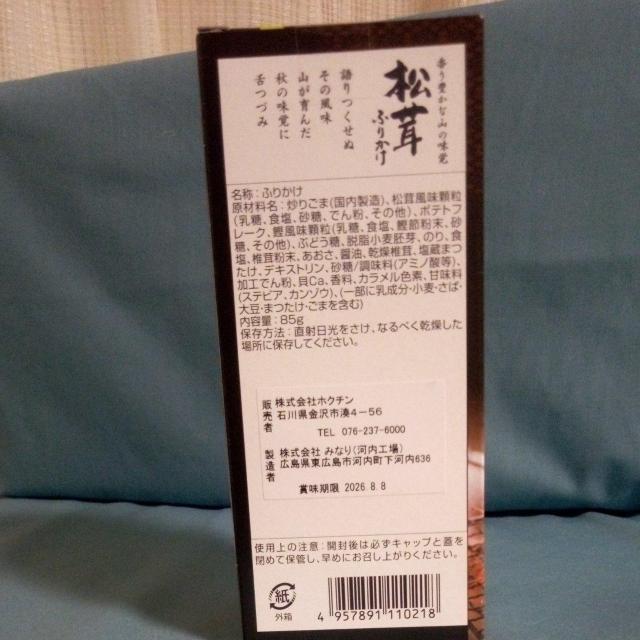 香り豊かな山の味覚
松茸
ふりかけ
語りつくせぬ
その風味
山が育んだ
秋の味覚に
舌つづみ
名称：ふりかけ
原材料名：炒りごま(国内製造)、松茸風味顆粒
(乳糖、食塩、砂糖、でん粉、その他)、ポテトフ
レーク、鰹風味顆粒(乳糖、食塩、鰹節粉末、砂
糖、その他)、ぶどう糖、脱脂小麦胚芽、のり、食
塩、椎茸粉末、あおさ、醤油、乾燥椎茸、塩蔵まつ
たけ、デキストリン、砂糖/調味料(アミノ酸等)、
加工でん粉、貝Ca、香料、カラメル色素、甘味料
(ステビア、カンゾウ)、(一部に乳成分・小麦・さば・
大豆・まつたけ・ごまを含む)
内容量：85g
保存方法：直射日光をさけ、なるべく乾燥した
場所に保存してください。
販売者 株式会社ホクチン
石川県金沢市湊4－56
TEL 076-237-6000
製造者 株式会社 みなり(河内工場)
広島県東広島市河内町下河内636
賞味期限 2026.8.8
使用上の注意：開封後は必ずキャップと蓋を
閉めて保管し、早めにお召し上がりください。
紙
外箱
4 957891 110218